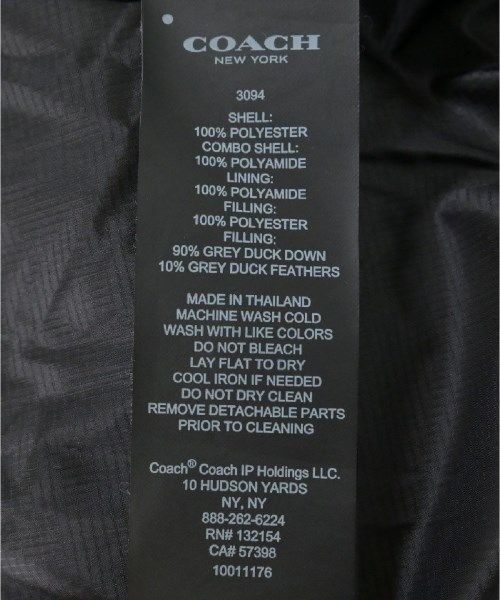 COACH
NEW YORK
3094
SHELL:
100% POLYESTER
COMBO SHELL:
100% POLYAMIDE
LINING:
100% POLYAMIDE
FILLING:
100% POLYESTER
FILLING:
90% GREY DUCK DOWN
10% GREY DUCK FEATHERS
MADE IN THAILAND
MACHINE WASH COLD
WASH WITH LIKE COLORS
DO NOT BLEACH
LAY FLAT TO DRY
COOL IRON IF NEEDED
DO NOT DRY CLEAN
REMOVE DETACHABLE PARTS
PRIOR TO CLEANING
Coach® Coach IP Holdings LLC.
10 HUDSON YARDS
NY, NY
888-262-6224
RN# 132154
CA# 57398
10011176